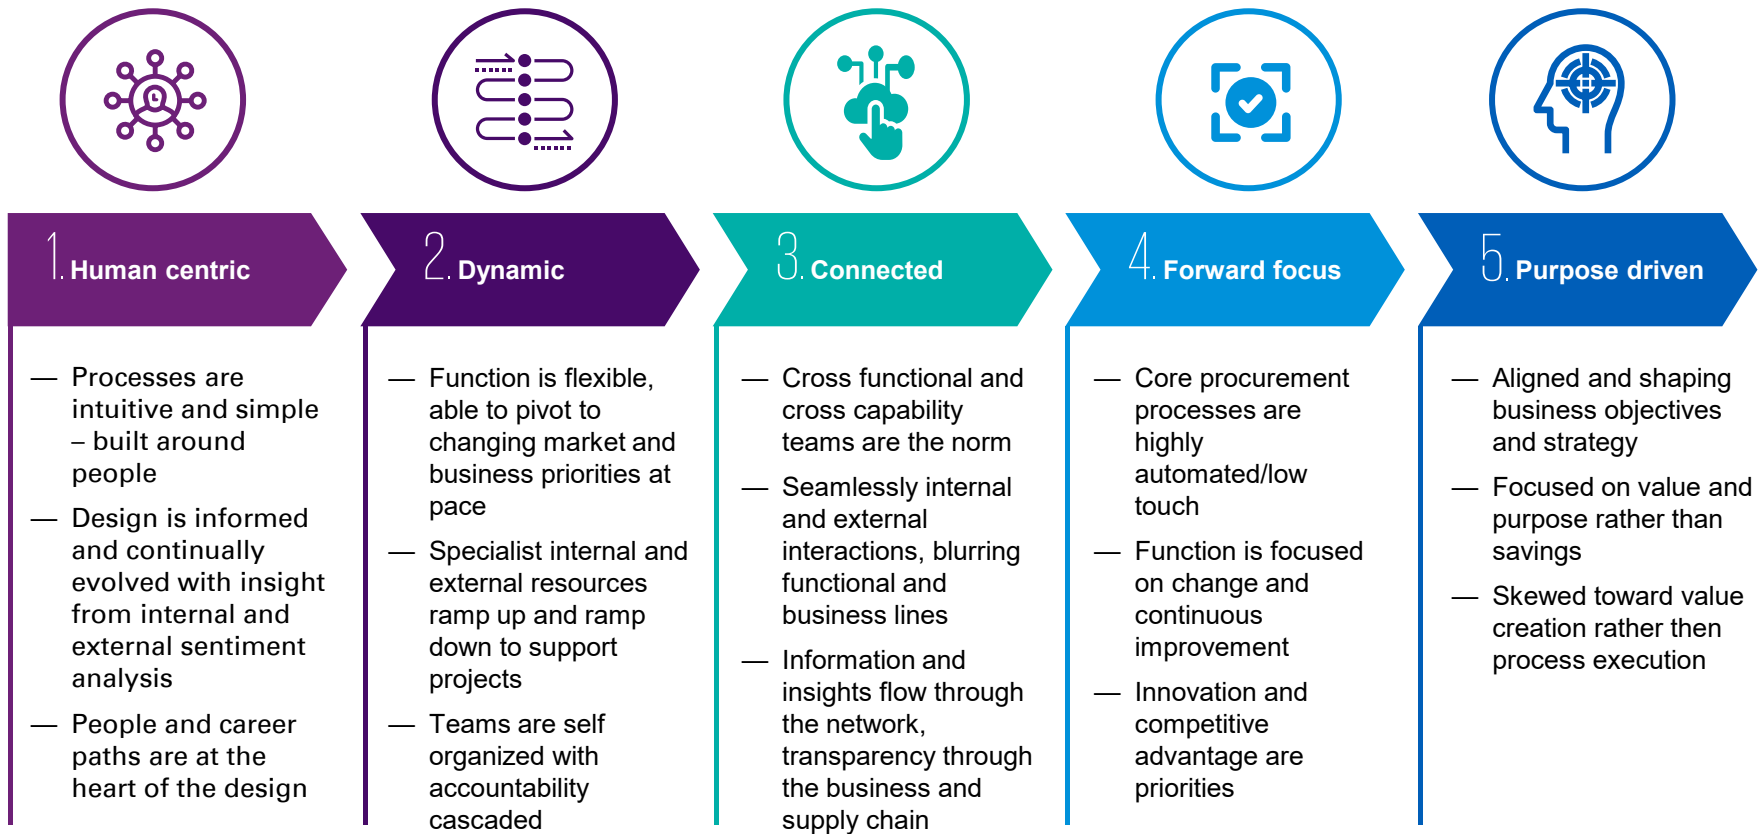 1. Human centric
— Processes are
intuitive and simple
– built around
people
— Design is informed
and continually
evolved with insight
from internal and
external sentiment
analysis
— People and career
paths are at the
heart of the design
2. Dynamic
— Function is flexible,
able to pivot to
changing market and
business priorities at
pace
— Specialist internal and
external resources
ramp up and ramp
down to support
projects
— Teams are self
organized with
accountability
cascaded
3. Connected
— Cross functional and
cross capability
teams are the norm
— Seamlessly internal
and external
interactions, blurring
functional and
business lines
— Information and
insights flow through
the network,
transparency through
the business and
supply chain
4. Forward focus
— Core procurement
processes are
highly
automated/low
touch
— Function is focused
on change and
continuous
improvement
— Innovation and
competitive
advantage are
priorities
5. Purpose driven
— Aligned and shaping
business objectives
and strategy
— Focused on value and
purpose rather than
savings
— Skewed toward value
creation rather then
process execution